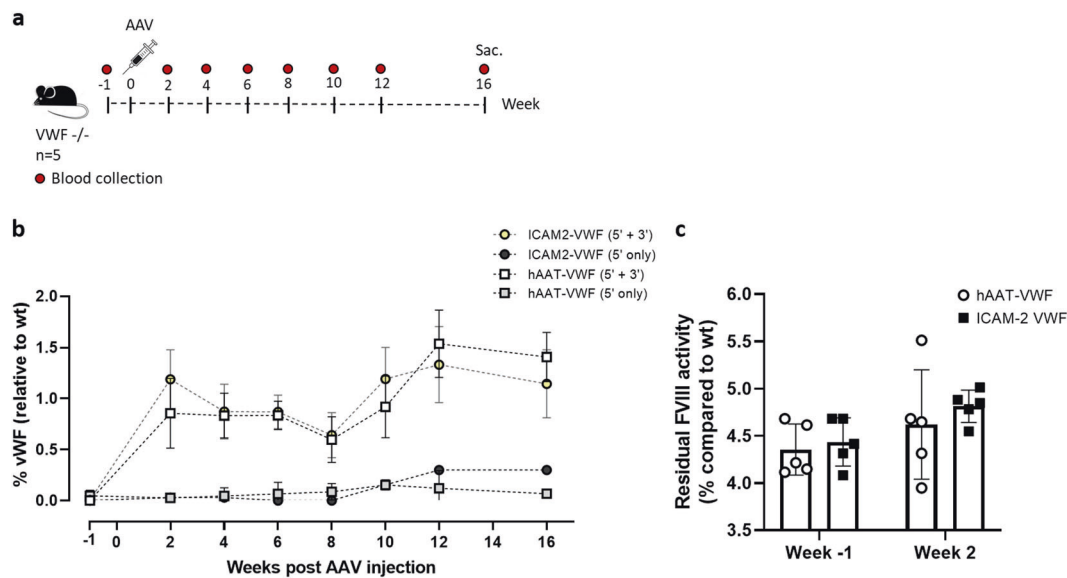 a
AAV
Sac.
-1 0 2 4 6 8 10 12 16
Week
VWF -/-
n=5
Blood collection
b
ICAM2-VWF (5' + 3')
ICAM2-VWF (5' only)
hAAT-VWF (5' + 3')
hAAT-VWF (5' only)
% vWF (relative to wt)
2.0
1.5
1.0
0.5
0.0
-1 0 2 4 6 8 10 12 14 16
Weeks post AAV injection
c
hAAT-VWF
ICAM-2 VWF
Residual FVIII activity
(% compared to wt)
6.0
5.5
5.0
4.5
4.0
3.5
Week -1 Week 2